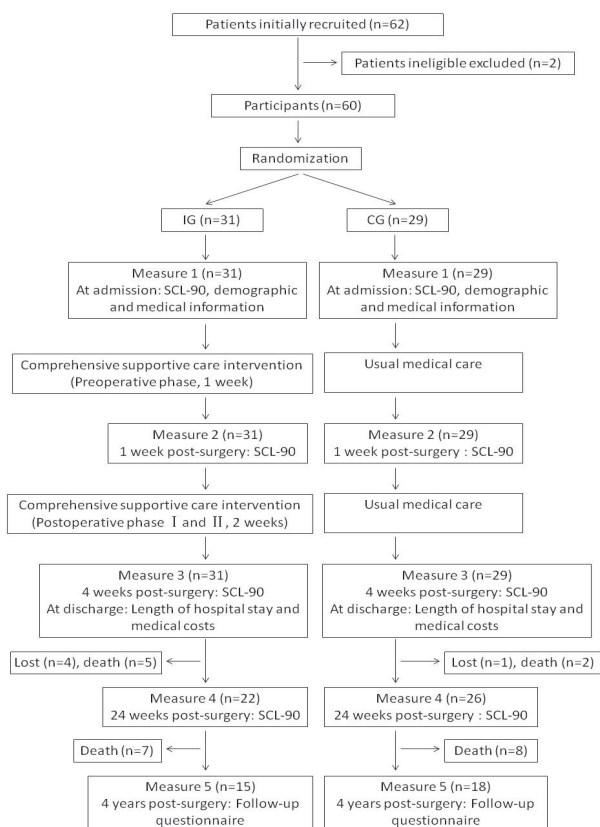 Patients initially recruited (n=62)
Patients ineligible excluded (n=2)
Participants (n=60)
Randomization
IG (n=31)
CG (n=29)
Measure 1 (n=31)
At admission: SCL-90, demographic
and medical information
Measure 1 (n=29)
At admission: SCL-90, demographic
and medical information
Comprehensive supportive care intervention
(Preoperative phase, 1 week)
Usual medical care
Measure 2 (n=31)
1 week post-surgery: SCL-90
Measure 2 (n=29)
1 week post-surgery : SCL-90
Comprehensive supportive care intervention
(Postoperative phase Ⅰ and Ⅱ, 2 weeks)
Usual medical care
Measure 3 (n=31)
4 weeks post-surgery: SCL-90
At discharge: Length of hospital stay and
medical costs
Measure 3 (n=29)
4 weeks post-surgery: SCL-90
At discharge: Length of hospital stay and
medical costs
Lost (n=4), death (n=5)
Lost (n=1), death (n=2)
Measure 4 (n=22)
24 weeks post-surgery: SCL-90
Measure 4 (n=26)
24 weeks post-surgery : SCL-90
Death (n=7)
Death (n=8)
Measure 5 (n=15)
4 years post-surgery: Follow-up
questionnaire
Measure 5 (n=18)
4 years post-surgery: Follow-up
questionnaire